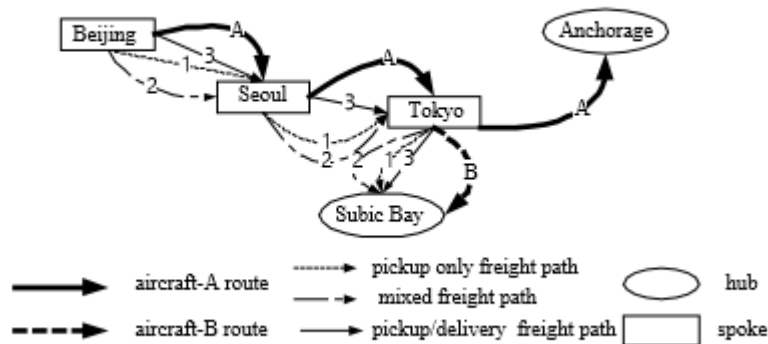 Beijing
A
Anchorage
1
3
2
Seoul
A
3
Tokyo
A
1
2
2
1
3
B
Subic Bay
aircraft-A route
pickup only freight path
hub
mixed freight path
aircraft-B route
pickup/delivery freight path
spoke